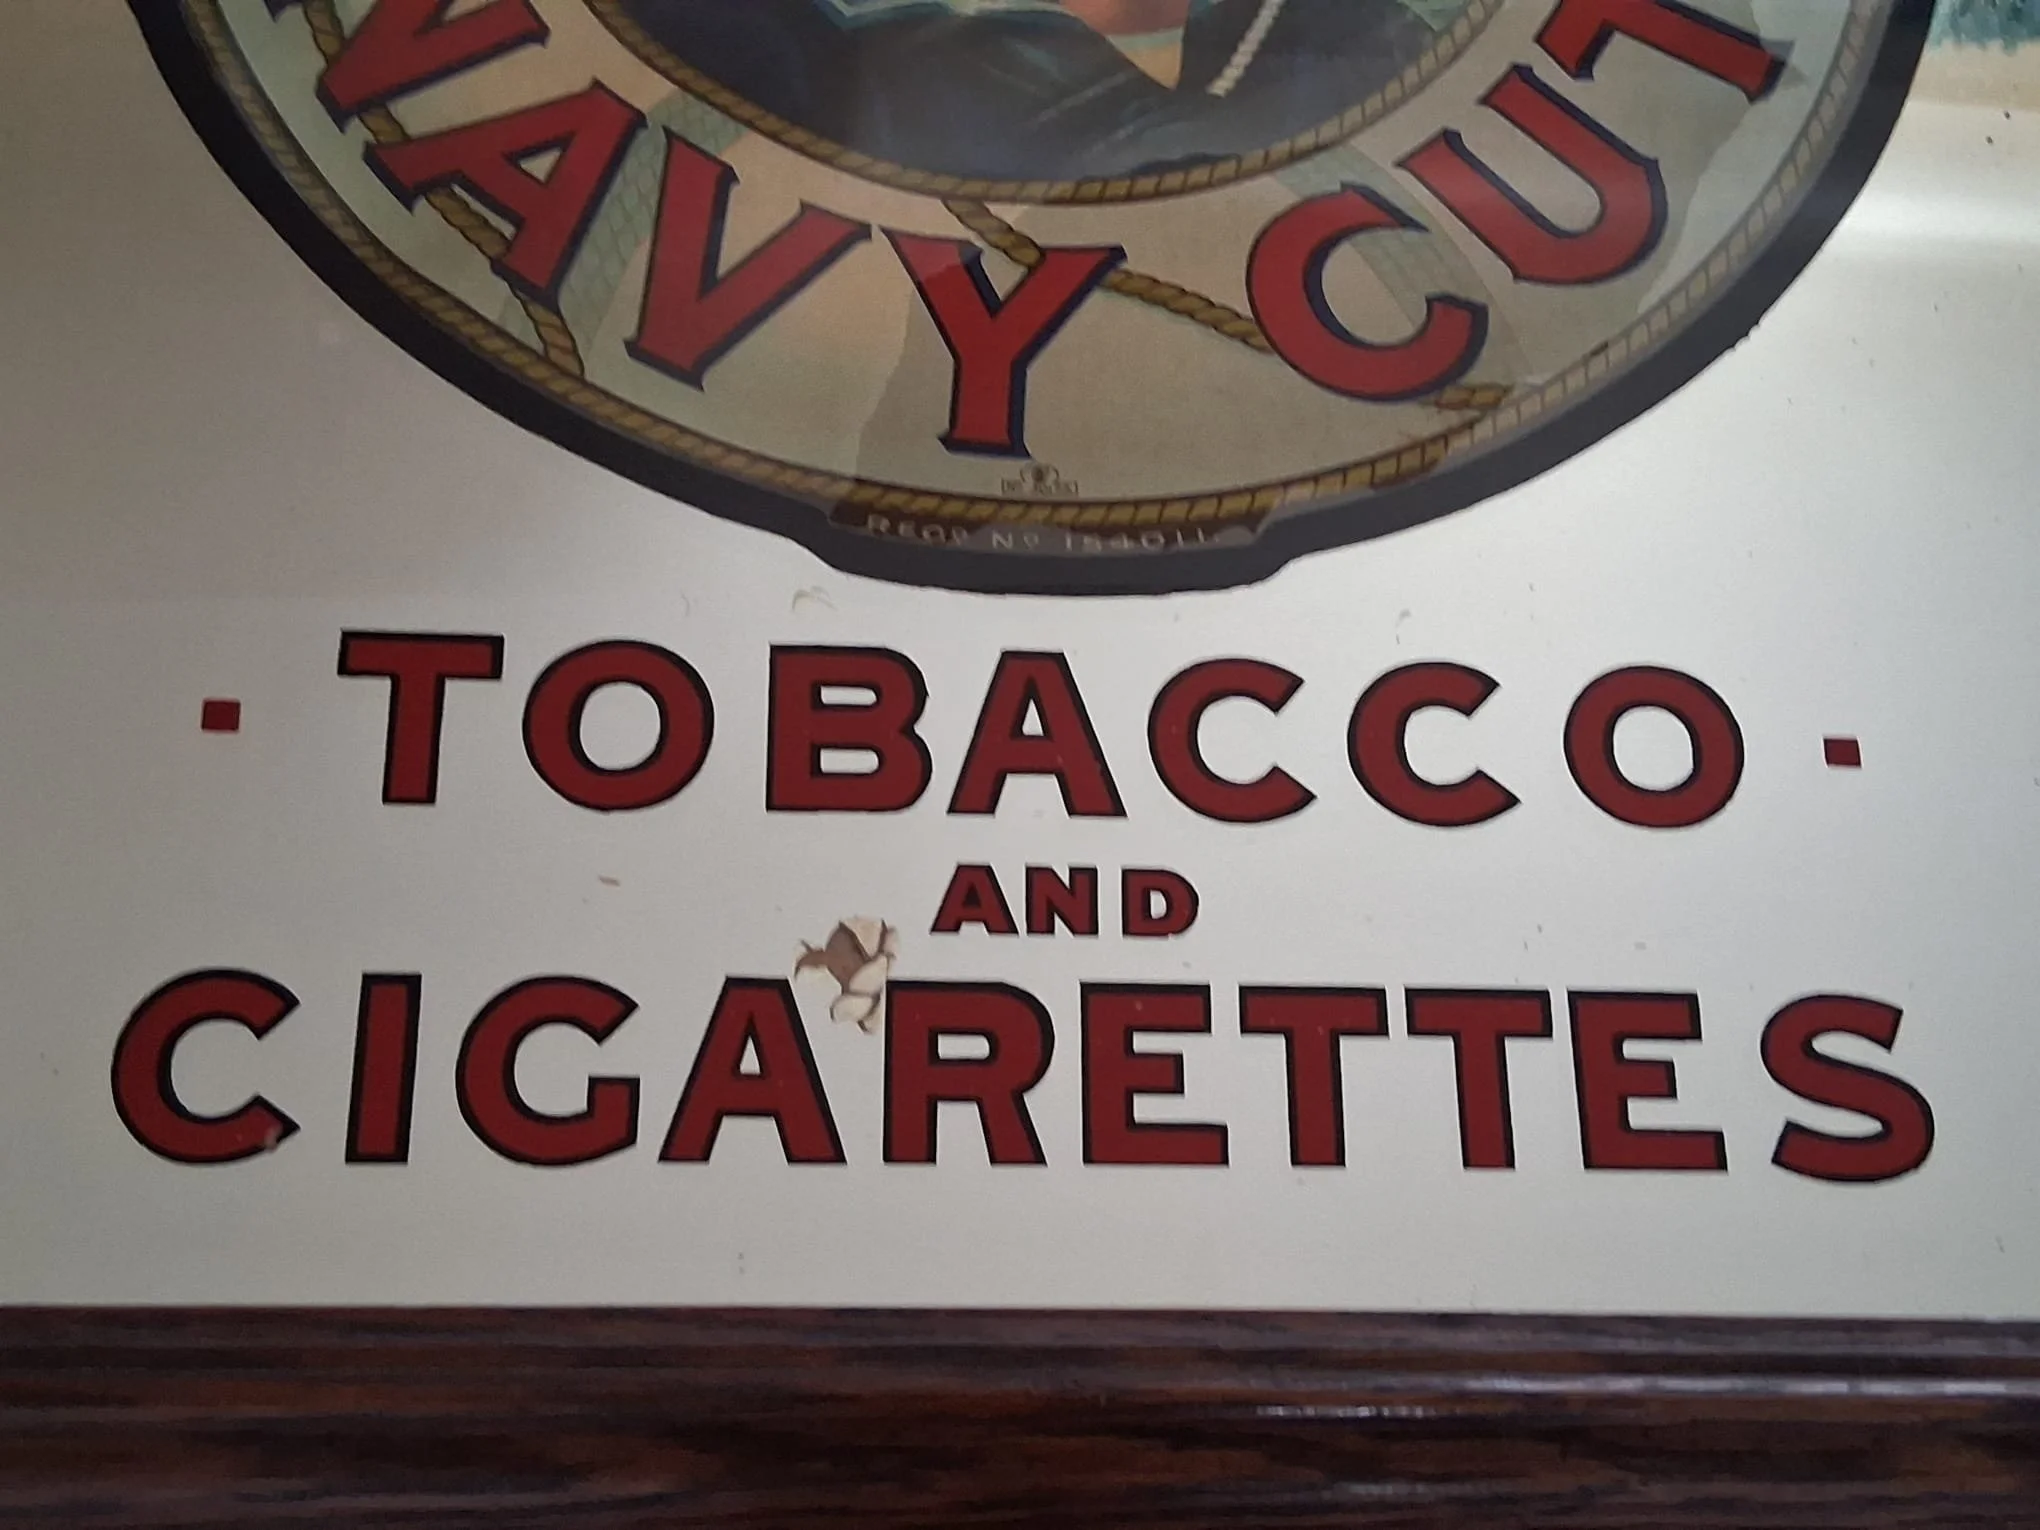 NAVY CUT
REGD No 154011.
TOBACCO
AND
CIGARETTES